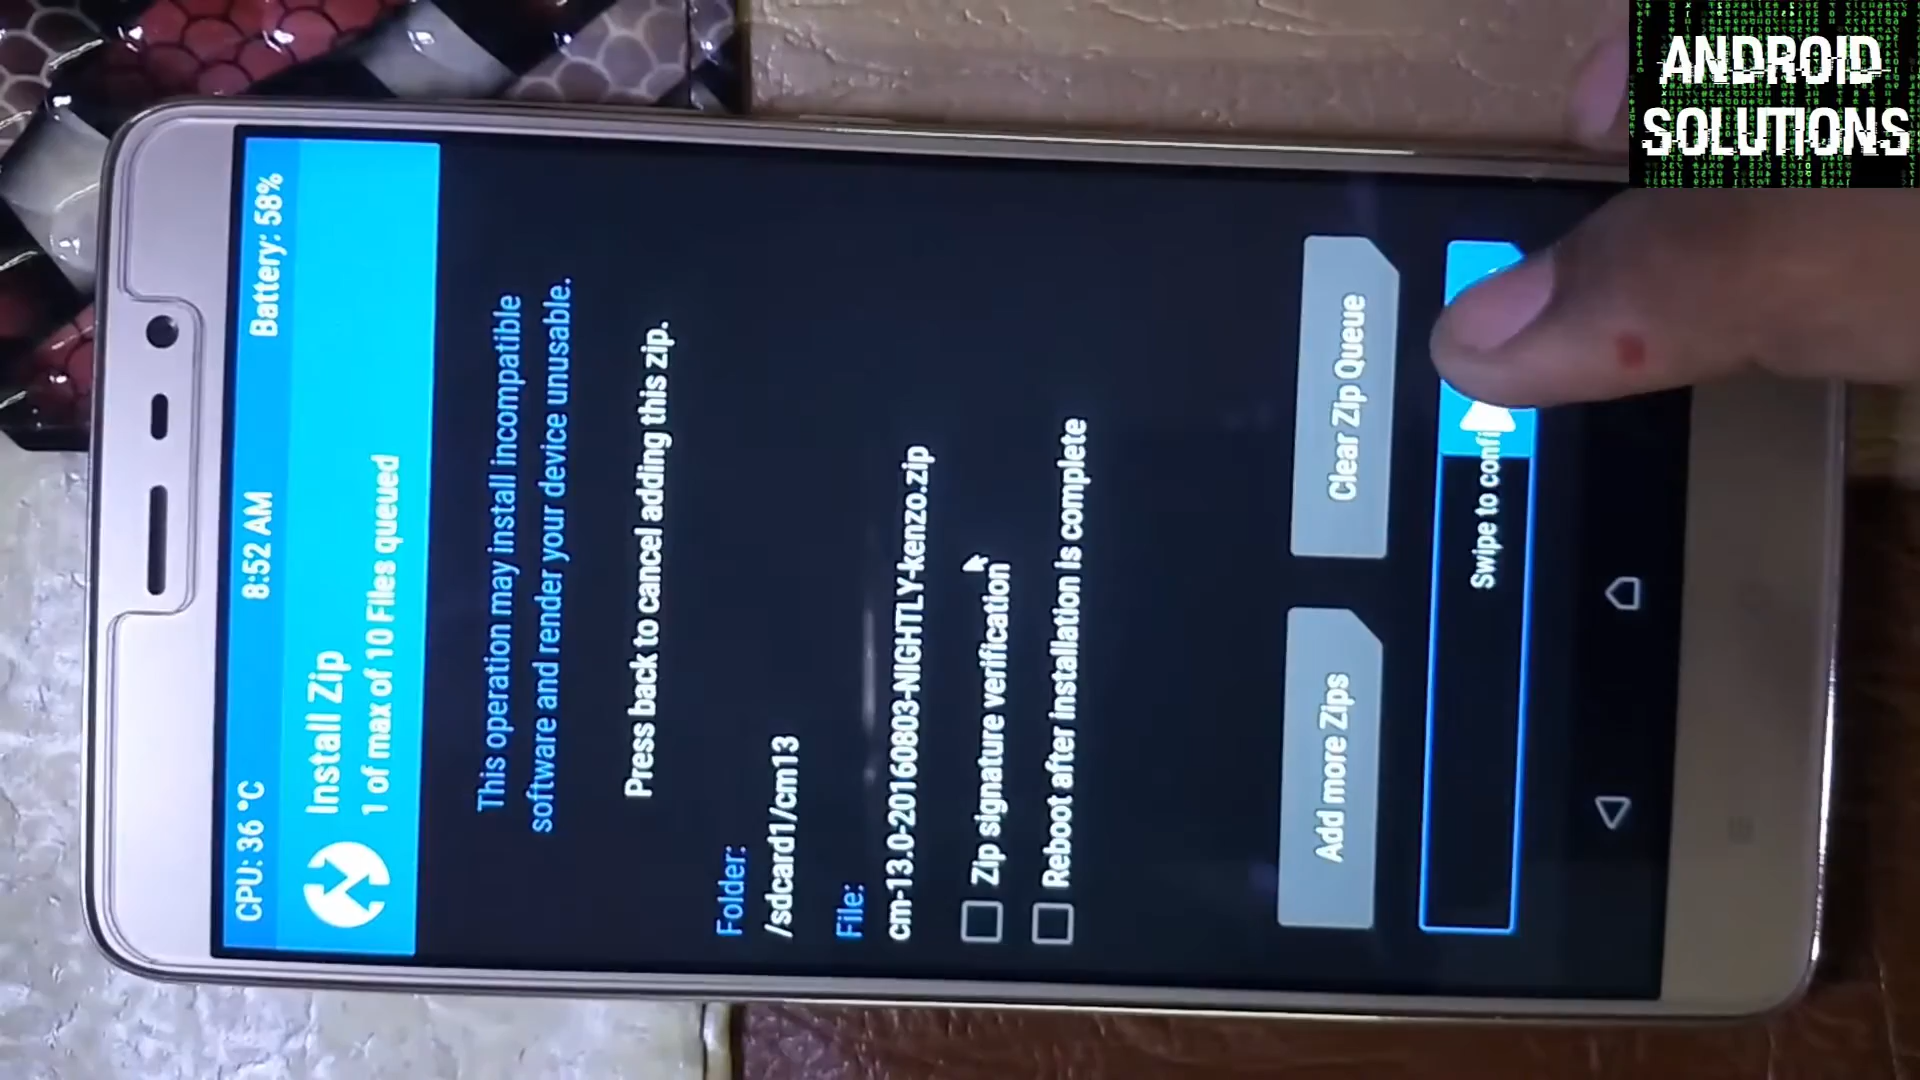 ANDROID
SOLUTIONS
CPU: 36 °C 8:52 AM Battery: 58%
Install Zip
1 of max of 10 Files queued
This operation may install incompatible
software and render your device unusable.
Press back to cancel adding this zip.
Folder:
/sdcard1/cm13
File:
cm-13.0-20160803-NIGHTLY-kenzo.zip
Zip signature verification
Reboot after installation is complete
Add more Zips Clear Zip Queue
Swipe to confi